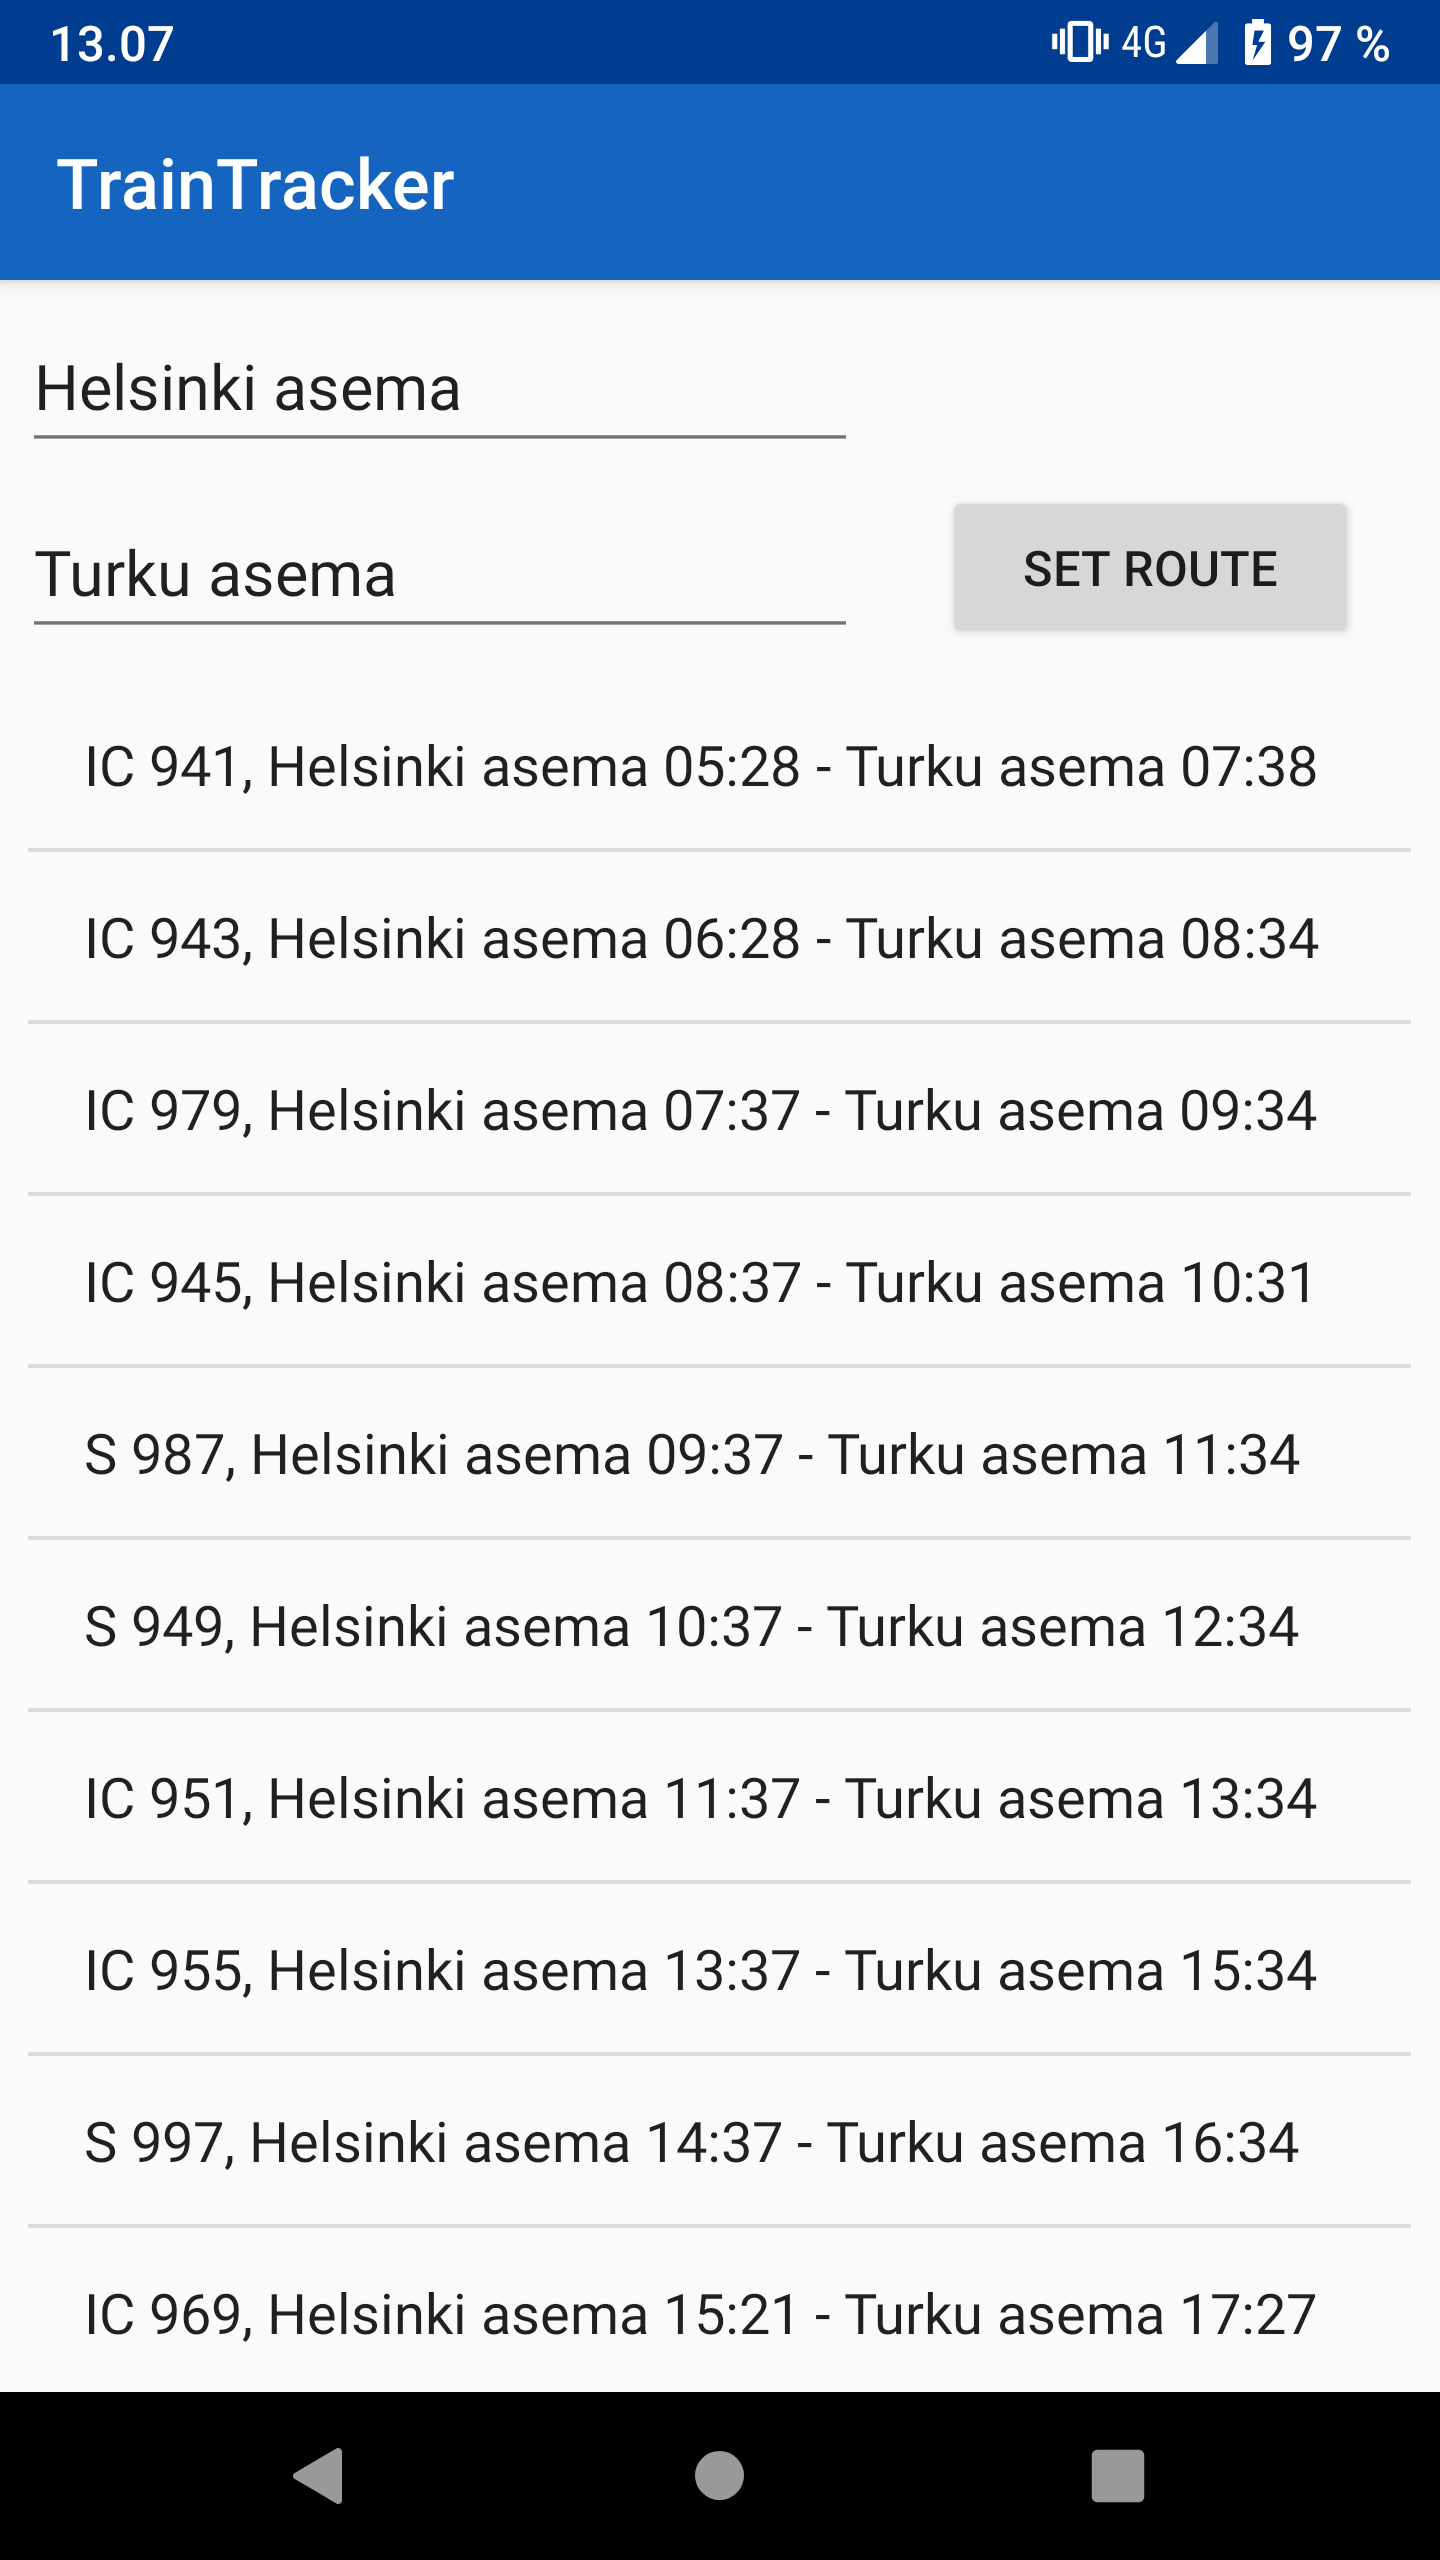 13.07 4G 97 %
TrainTracker
Helsinki asema
Turku asema
SET ROUTE
IC 941, Helsinki asema 05:28 - Turku asema 07:38
IC 943, Helsinki asema 06:28 - Turku asema 08:34
IC 979, Helsinki asema 07:37 - Turku asema 09:34
IC 945, Helsinki asema 08:37 - Turku asema 10:31
S 987, Helsinki asema 09:37 - Turku asema 11:34
S 949, Helsinki asema 10:37 - Turku asema 12:34
IC 951, Helsinki asema 11:37 - Turku asema 13:34
IC 955, Helsinki asema 13:37 - Turku asema 15:34
S 997, Helsinki asema 14:37 - Turku asema 16:34
IC 969, Helsinki asema 15:21 - Turku asema 17:27